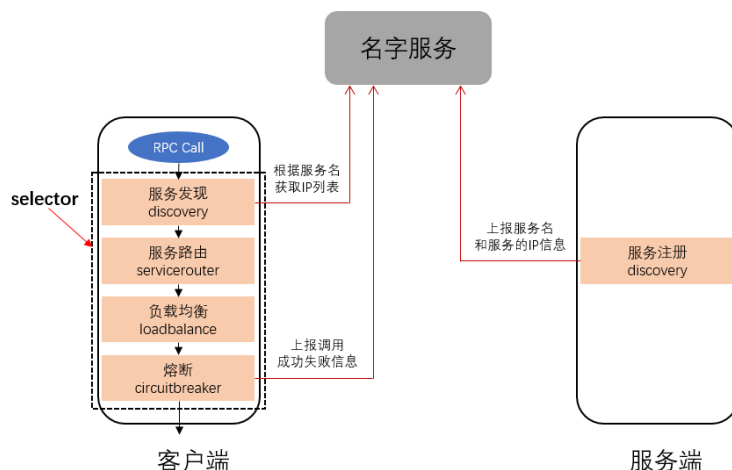 名字服务
RPC Call
根据服务名
获取IP列表
服务发现
discovery
selector
上报服务名
和服务的IP信息
服务路由
servicerouter
服务注册
discovery
负载均衡
loadbalance
上报调用
成功失败信息
熔断
circuitbreaker
客户端
服务端